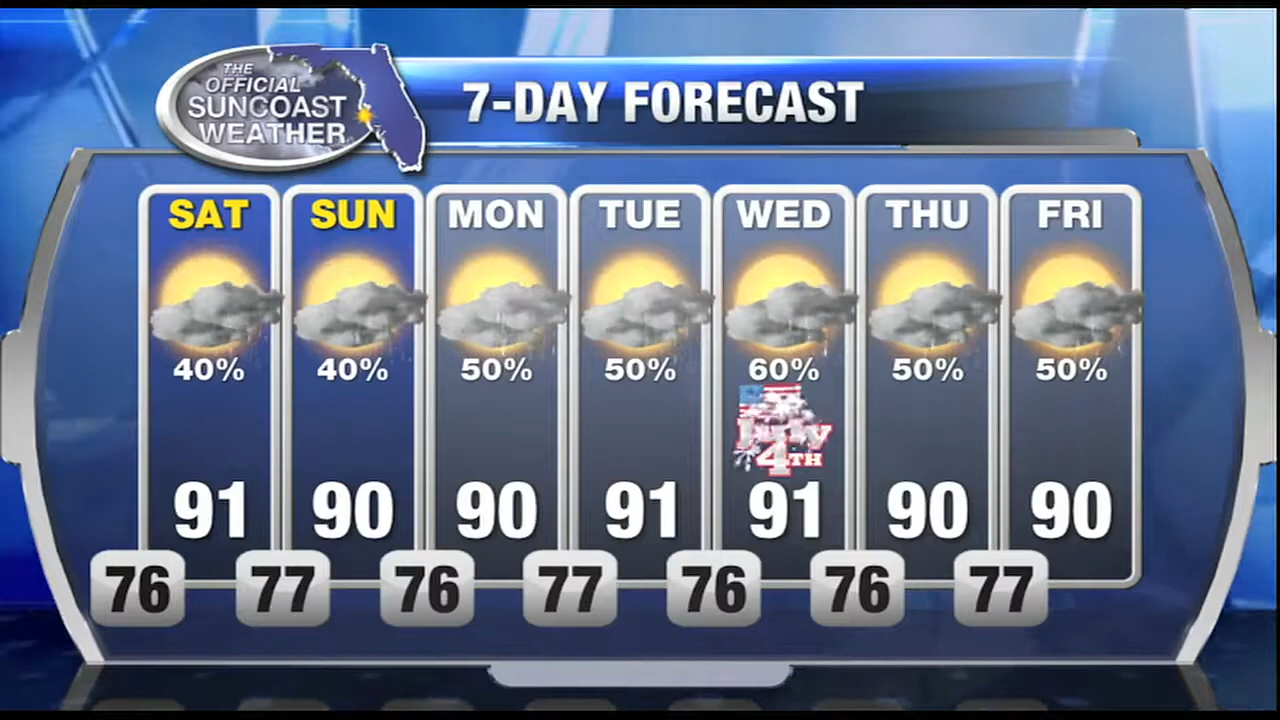 THE
OFFICIAL
SUNCOAST
WEATHER
7-DAY FORECAST
SAT SUN MON TUE WED THU FRI
40% 40% 50% 50% 60% 50% 50%
July
4TH
91 90 90 91 91 90 90
76 77 76 77 76 76 77